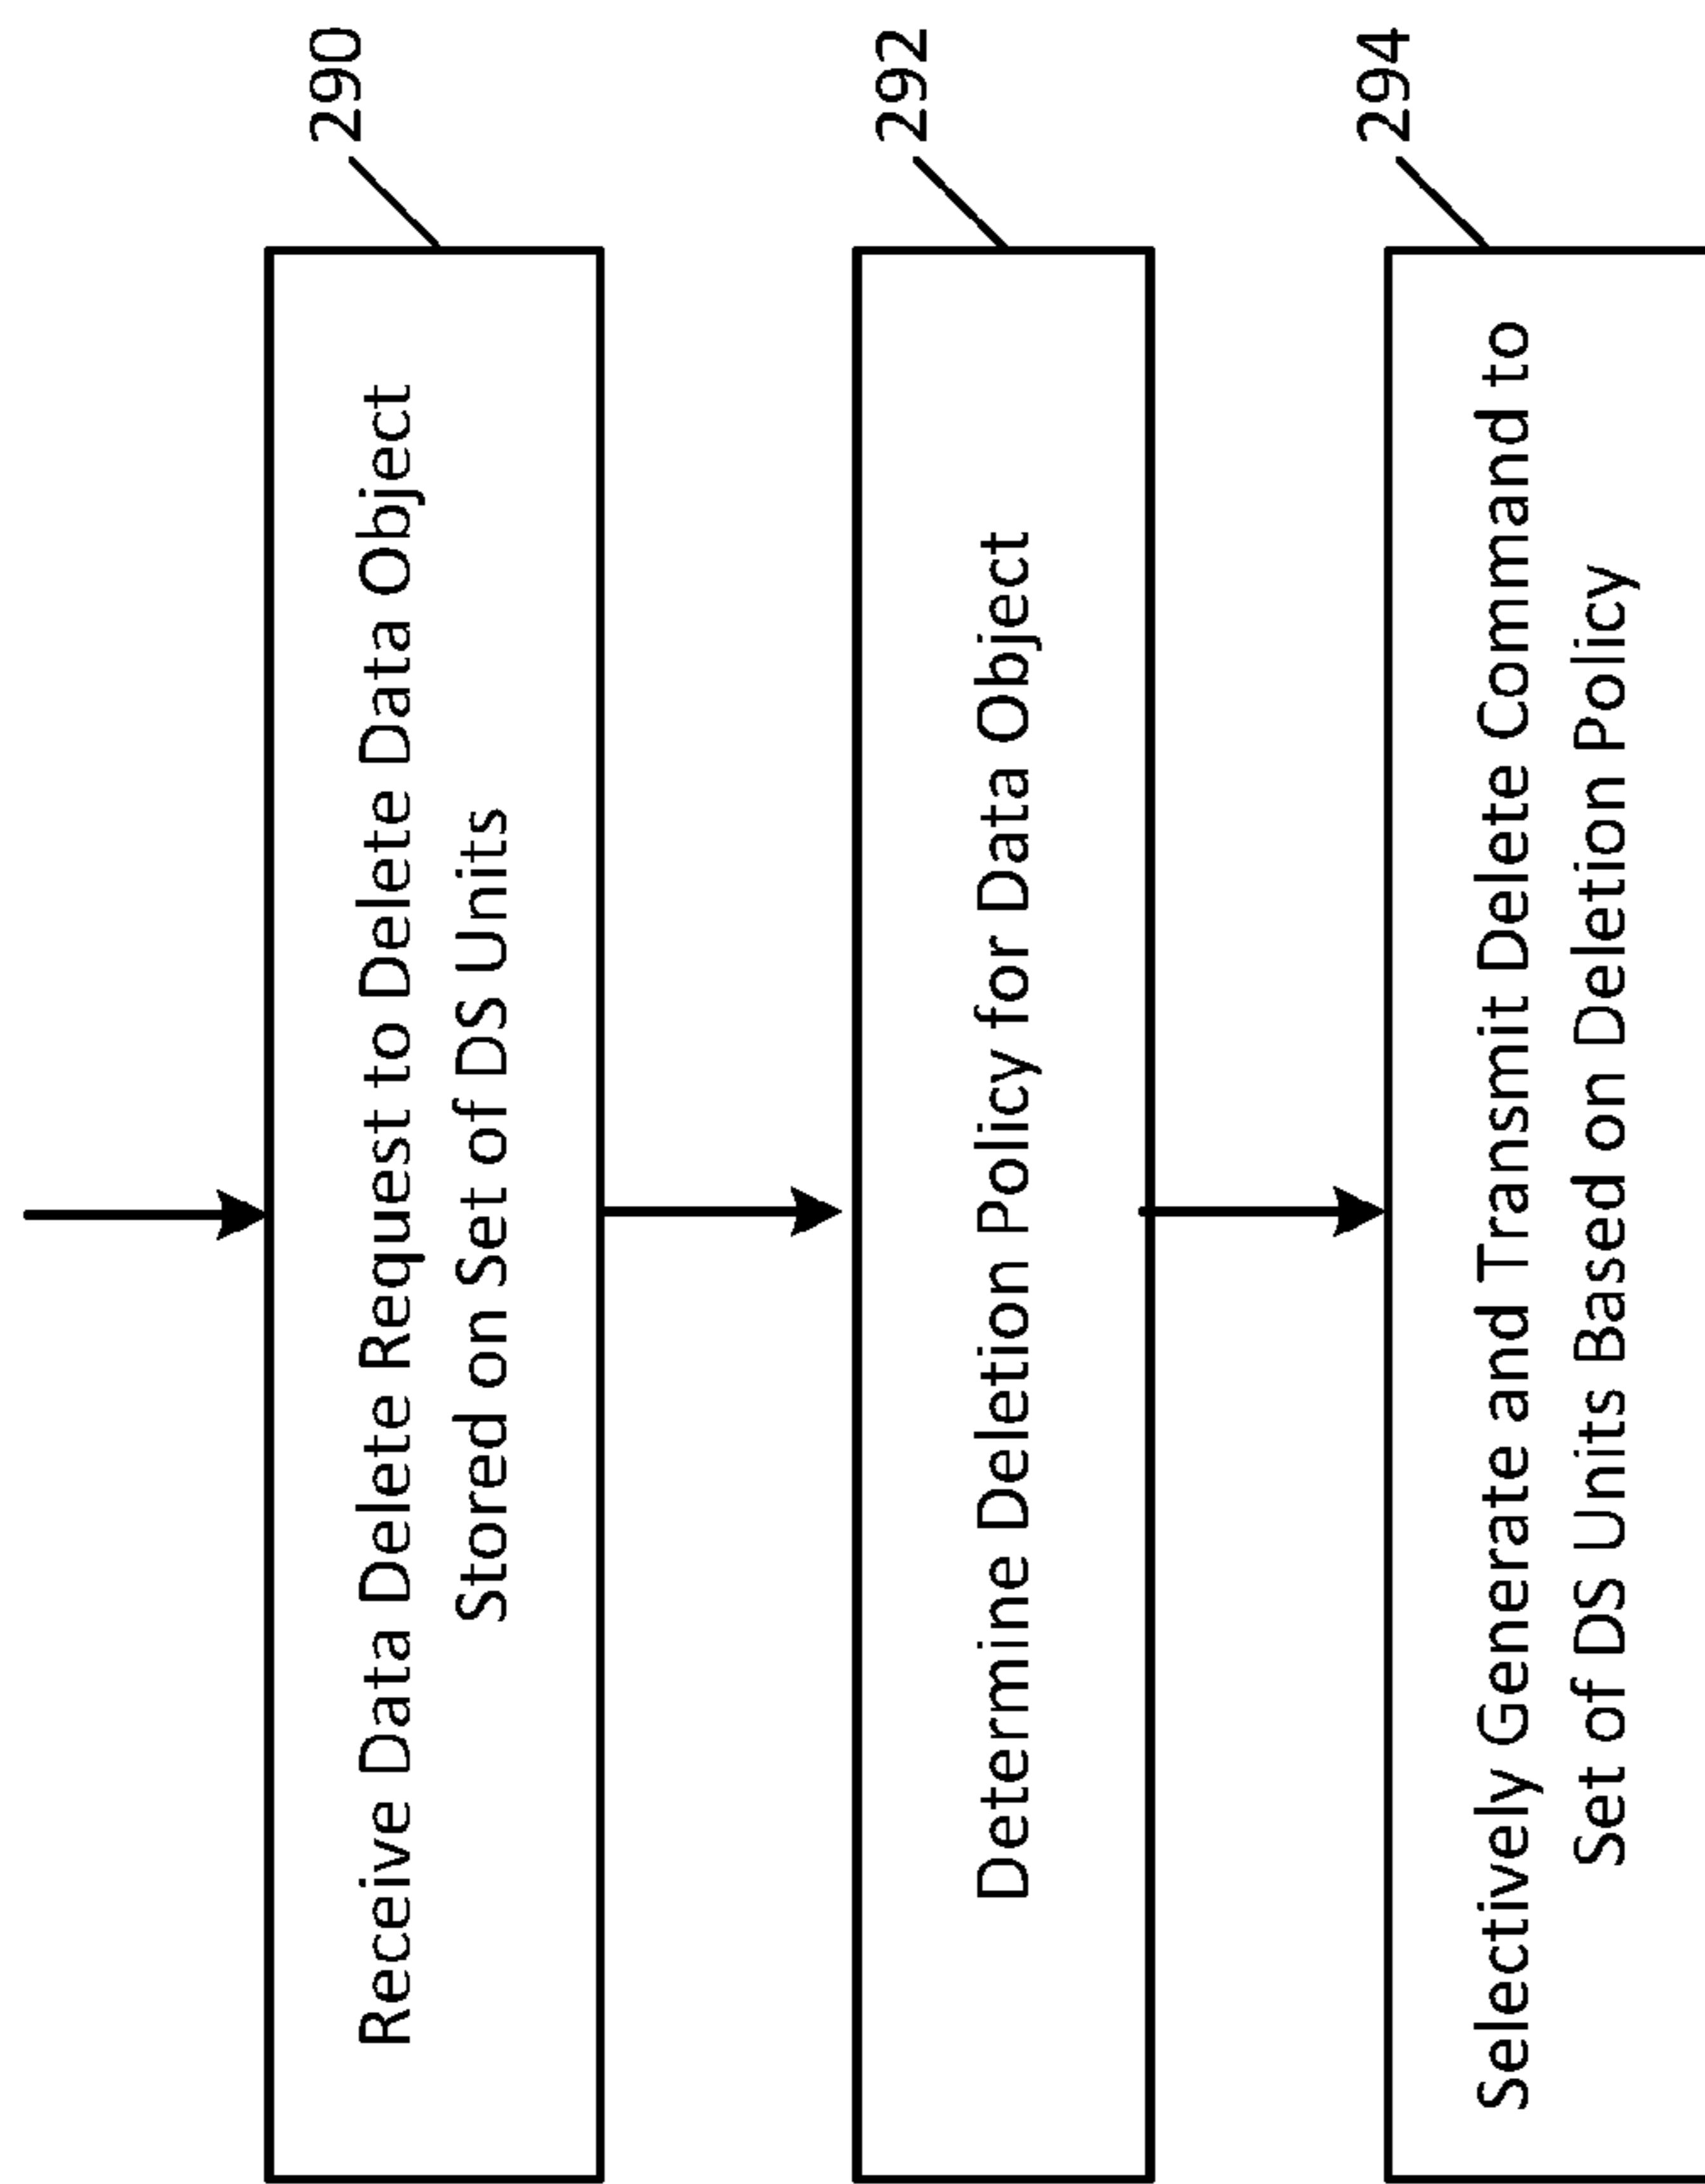 290
Receive Data Delete Request to Delete Data Object
Stored on Set of DS Units
292
Determine Deletion Policy for Data Object
294
Selectively Generate and Transmit Delete Command to
Set of DS Units Based on Deletion Policy